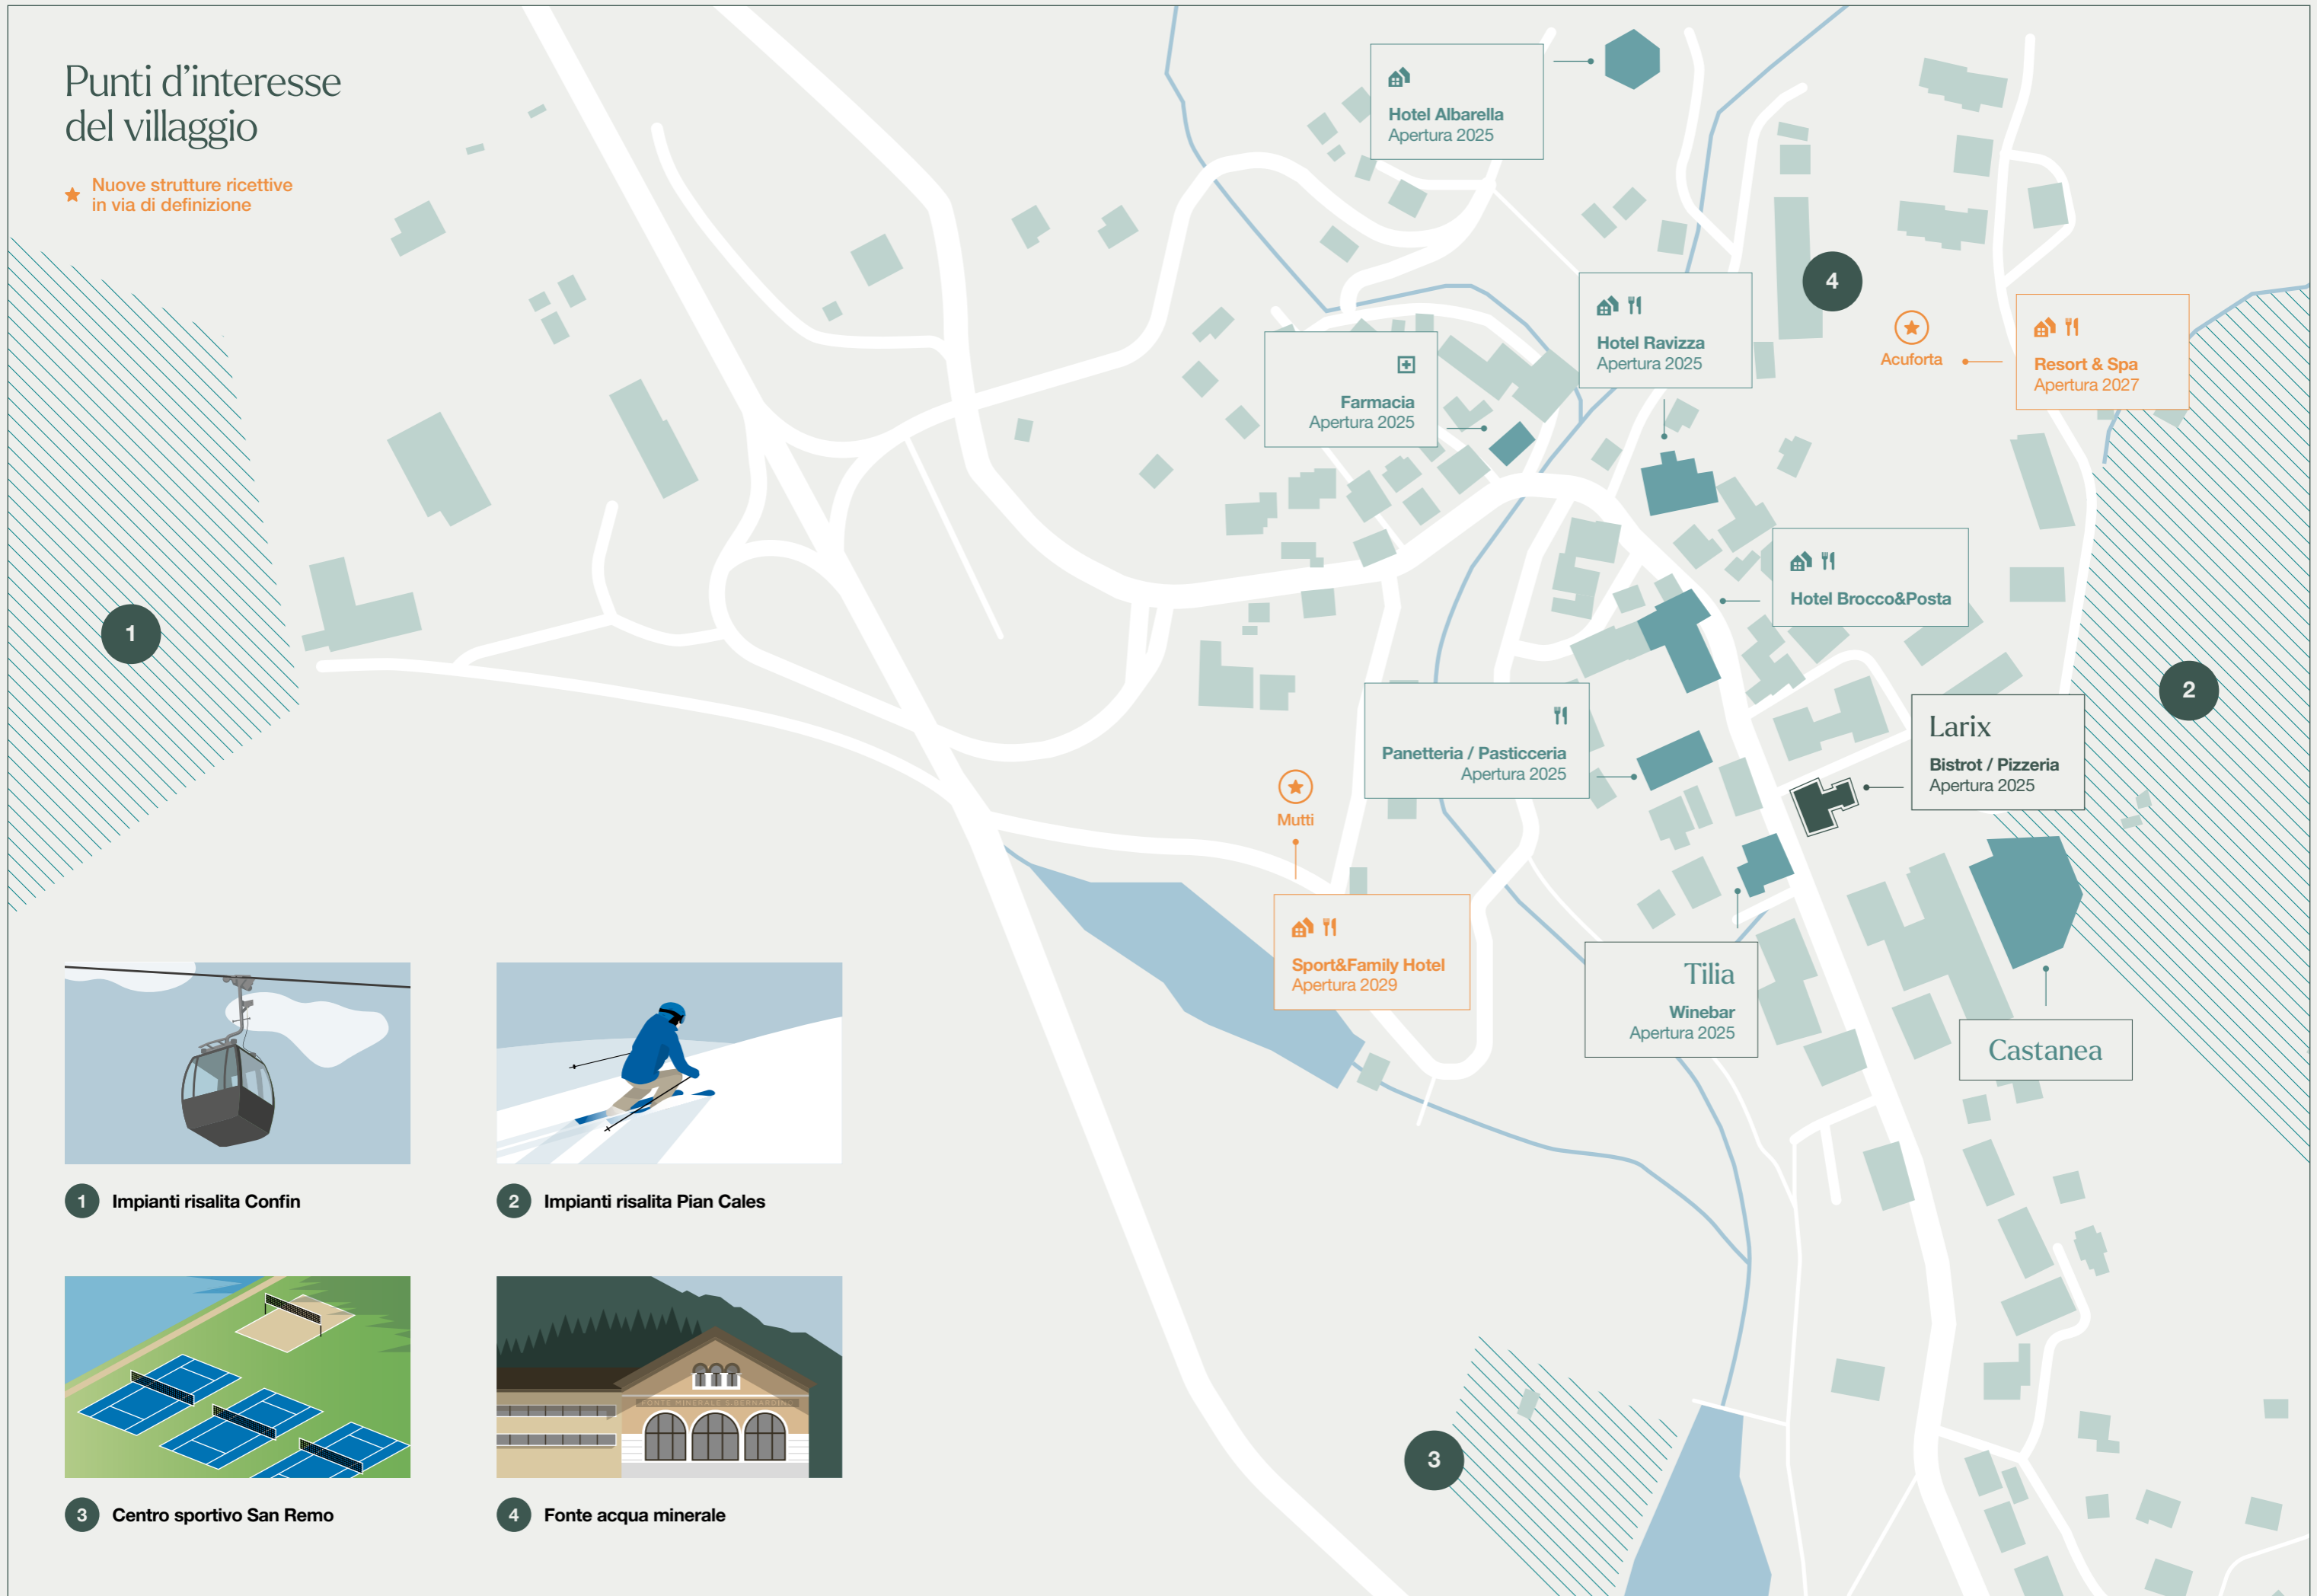 Punti d'interesse
del villaggio
Nuove strutture ricettive
in via di definizione
Hotel Albarella
Apertura 2025
4
Hotel Ravizza
Apertura 2025
Acuforta
Resort & Spa
Apertura 2027
Farmacia
Apertura 2025
Hotel Brocco&Posta
1
2
Panetteria / Pasticceria
Apertura 2025
Larix
Bistrot / Pizzeria
Apertura 2025
Mutti
Sport&Family Hotel
Apertura 2029
Tilia
Winebar
Apertura 2025
Castanea
3
1 Impianti risalita Confin
2 Impianti risalita Pian Cales
FONTE MINERALE S. BERNARDINO
3 Centro sportivo San Remo
4 Fonte acqua minerale